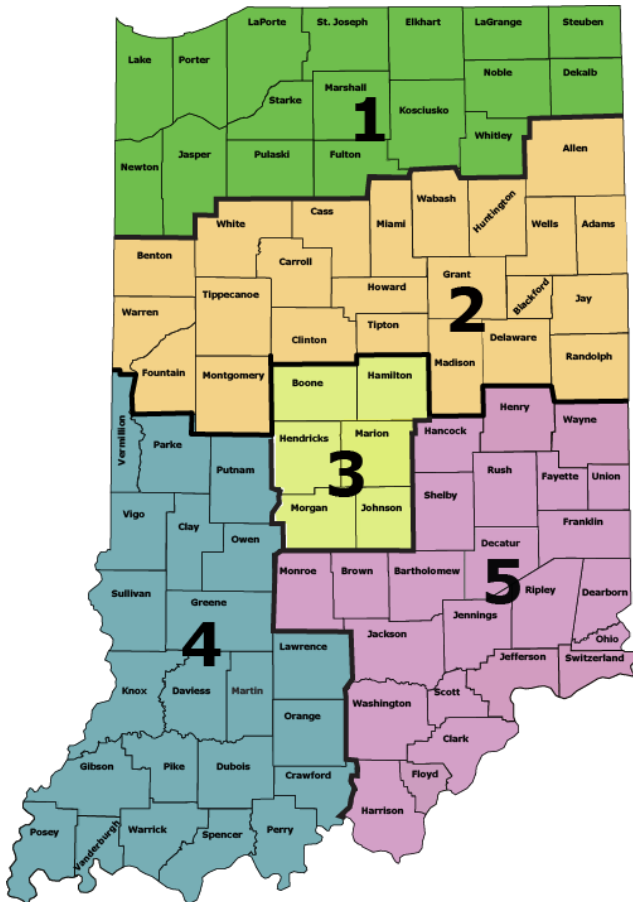 LaPorte
St. Joseph
Elkhart
LaGrange
Steuben
Lake
Porter
Noble
Dekalb
Marshall
Starke
Kosciusko
1
Whitley
Newton
Jasper
Pulaski
Fulton
Allen
Wabash
Huntington
White
Cass
Miami
Wells
Adams
Benton
Carroll
Grant
Howard
Tippecanoe
Blackford
Jay
2
Warren
Clinton
Tipton
Delaware
Madison
Randolph
Fountain
Montgomery
Boone
Hamilton
Henry
Wayne
Vermillion
Parke
Hendricks
Marion
Hancock
Putnam
3
Rush
Fayette
Union
Shelby
Vigo
Morgan
Johnson
Clay
Franklin
Owen
Decatur
Monroe
Brown
Bartholomew
5
Sullivan
Ripley
Dearborn
Greene
Jennings
4
Jackson
Ohio
Lawrence
Jefferson
Switzerland
Knox
Daviess
Martin
Washington
Scott
Orange
Clark
Gibson
Pike
Dubois
Crawford
Floyd
Harrison
Posey
Vanderburgh
Warrick
Spencer
Perry